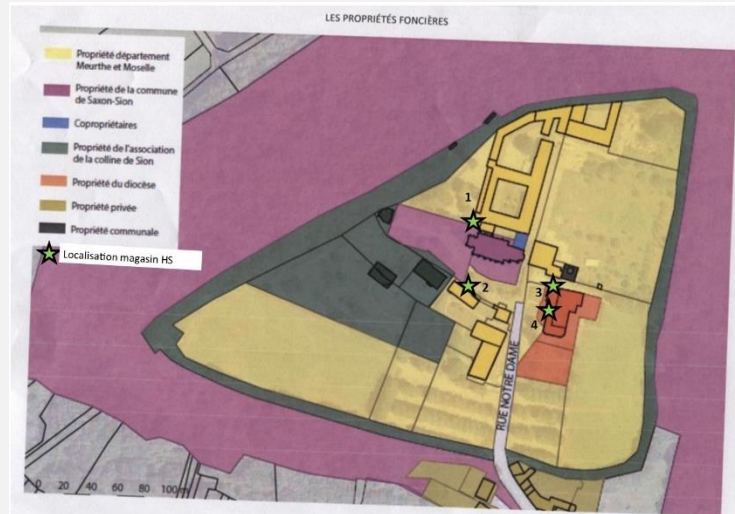 LES PROPRIÉTÉS FONCIÈRES
Propriété département
Meurthe et Moselle
Propriété de la commune
de Saxon-Sion
Copropriétaires
Propriété de l'association
de la colline de Sion
Propriété du diocèse
Propriété privée
Propriété communale
Localisation magasin HS
1
2
3
4
RUE NOTRE DAME
0 20 40 60 80 100 m